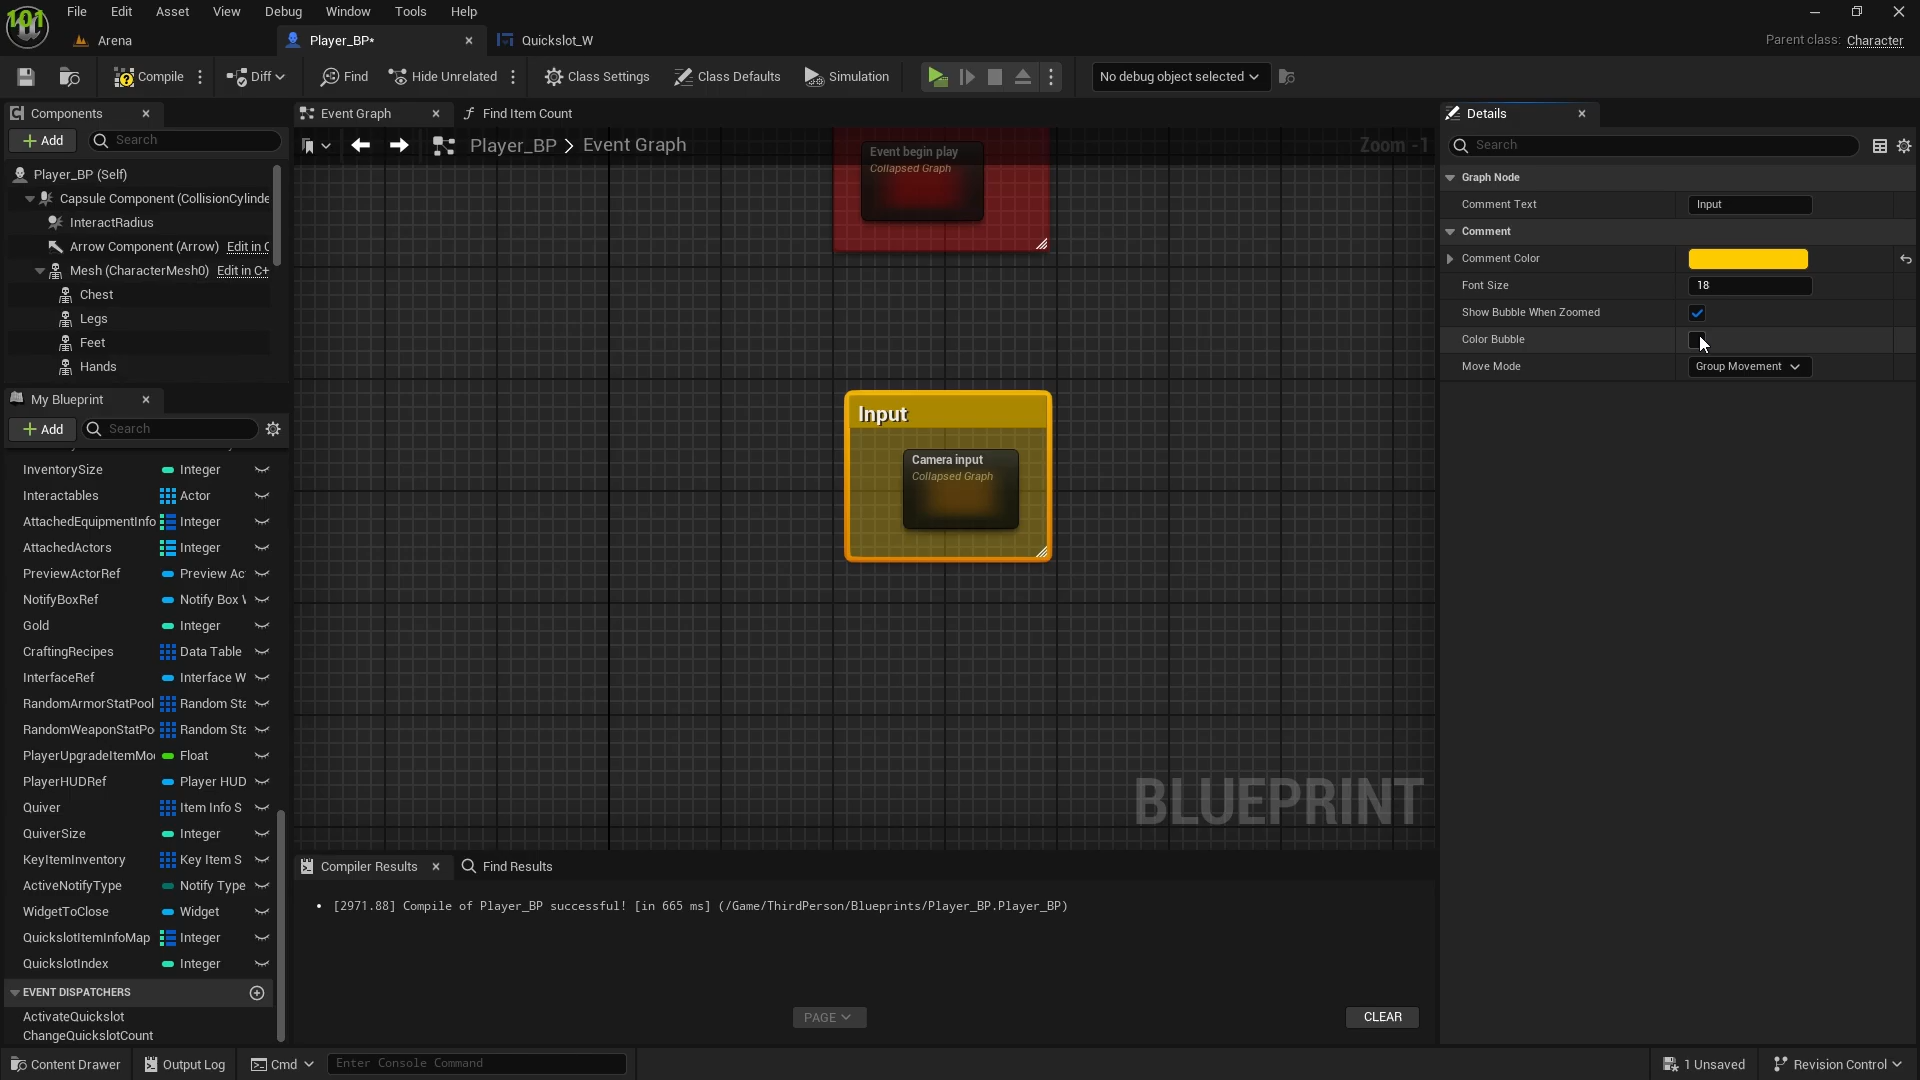 101
File Edit Asset View Debug Window Tools Help
Arena
Player_BP*
Quickslot_W
Parent class: Character
Compile
Diff
Find
Hide Unrelated
Class Settings
Class Defaults
Simulation
No debug object selected
Components
Add
Search
Player_BP (Self)
Capsule Component (CollisionCylinde
InteractRadius
Arrow Component (Arrow) Edit in C
Mesh (CharacterMesh0) Edit in C+
Chest
Legs
Feet
Hands
My Blueprint
Add
Search
InventorySize Integer
Interactables Actor
AttachedEquipmentInfo Integer
AttachedActors Integer
PreviewActorRef Preview Ac
NotifyBoxRef Notify Box
Gold Integer
CraftingRecipes Data Table
InterfaceRef Interface W
RandomArmorStatPool Random Sta
RandomWeaponStatPo Random Sta
PlayerUpgradeItemMo Float
PlayerHUDRef Player HUD
Quiver Item Info S
QuiverSize Integer
KeyItemInventory Key Item S
ActiveNotifyType Notify Type
WidgetToClose Widget
QuickslotItemInfoMap Integer
QuickslotIndex Integer
EVENT DISPATCHERS
ActivateQuickslot
ChangeQuickslotCount
Event Graph
Find Item Count
Player_BP > Event Graph
Zoom -1
Event begin play
Collapsed Graph
Input
Camera input
Collapsed Graph
BLUEPRINT
Compiler Results
Find Results
[2971.88] Compile of Player_BP successful! [in 665 ms] (/Game/ThirdPerson/Blueprints/Player_BP.Player_BP)
PAGE
CLEAR
Details
Search
Graph Node
Comment Text Input
Comment
Comment Color
Font Size 18
Show Bubble When Zoomed
Color Bubble
Move Mode Group Movement
Content Drawer
Output Log
Cmd
Enter Console Command
1 Unsaved
Revision Control